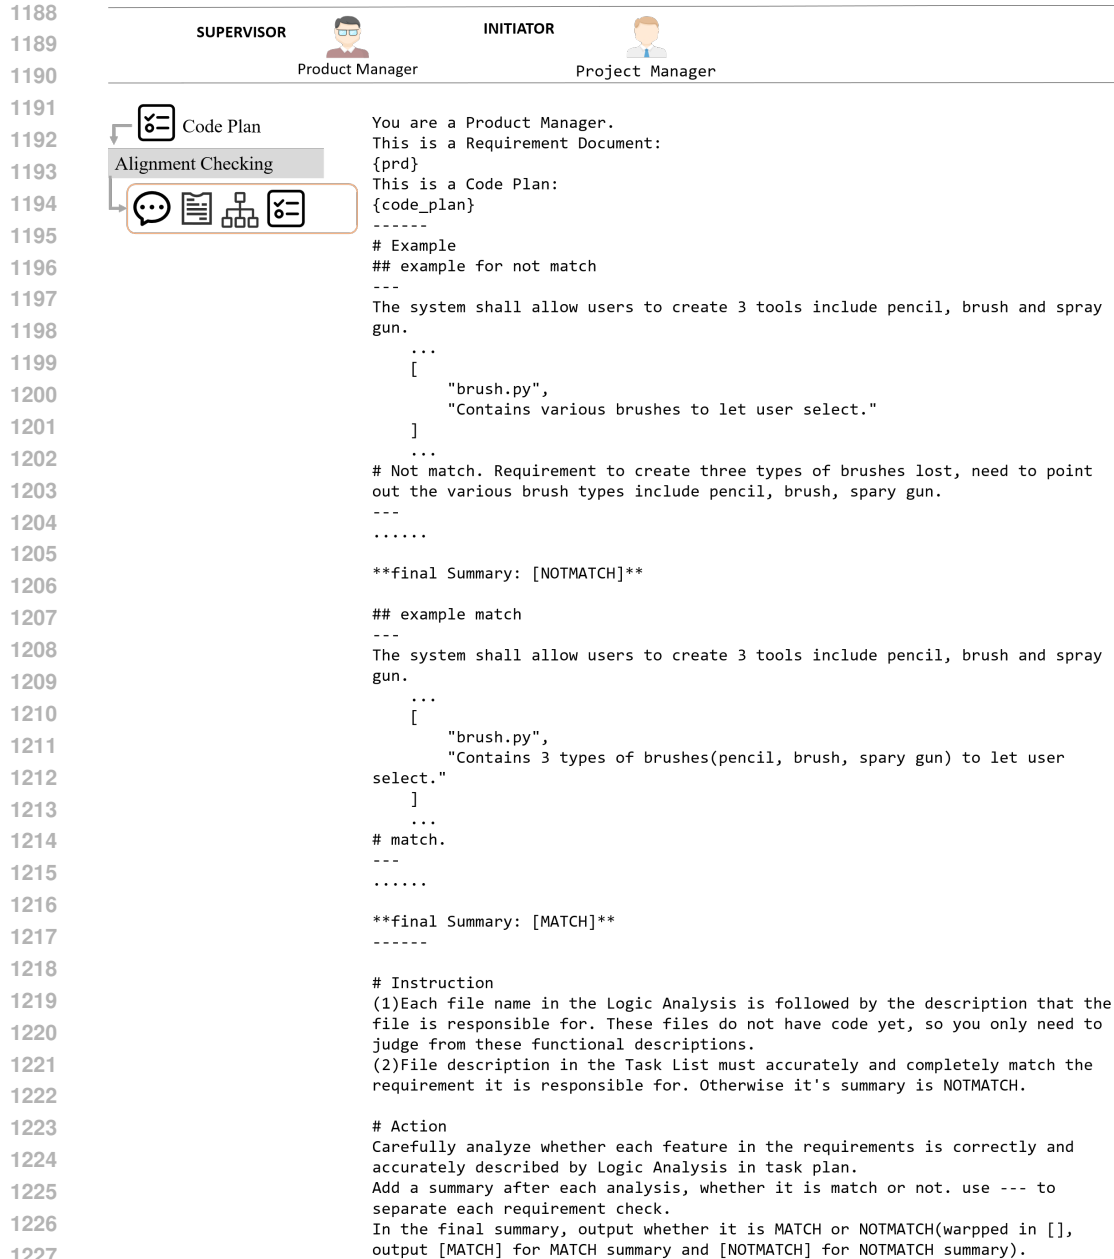 1188
1189
1190
1191
1192
1193
1194
1195
1196
1197
1198
1199
1200
1201
1202
1203
1204
1205
1206
1207
1208
1209
1210
1211
1212
1213
1214
1215
1216
1217
1218
1219
1220
1221
1222
1223
1224
1225
1226
1227
SUPERVISOR
INITIATOR
Product Manager
Project Manager
Code Plan
Alignment Checking
You are a Product Manager.
This is a Requirement Document:
{prd}
This is a Code Plan:
{code_plan}
------
# Example
## example for not match
---
The system shall allow users to create 3 tools include pencil, brush and spray
gun.
...
[
"brush.py",
"Contains various brushes to let user select."
]
...
# Not match. Requirement to create three types of brushes lost, need to point
out the various brush types include pencil, brush, spary gun.
---
......
**final Summary: [NOTMATCH]**
## example match
---
The system shall allow users to create 3 tools include pencil, brush and spray
gun.
...
[
"brush.py",
"Contains 3 types of brushes(pencil, brush, spary gun) to let user
select."
]
...
# match.
---
......
**final Summary: [MATCH]**
------
# Instruction
(1)Each file name in the Logic Analysis is followed by the description that the
file is responsible for. These files do not have code yet, so you only need to
judge from these functional descriptions.
(2)File description in the Task List must accurately and completely match the
requirement it is responsible for. Otherwise it's summary is NOTMATCH.
# Action
Carefully analyze whether each feature in the requirements is correctly and
accurately described by Logic Analysis in task plan.
Add a summary after each analysis, whether it is match or not. use --- to
separate each requirement check.
In the final summary, output whether it is MATCH or NOTMATCH(warpped in [],
output [MATCH] for MATCH summary and [NOTMATCH] for NOTMATCH summary).